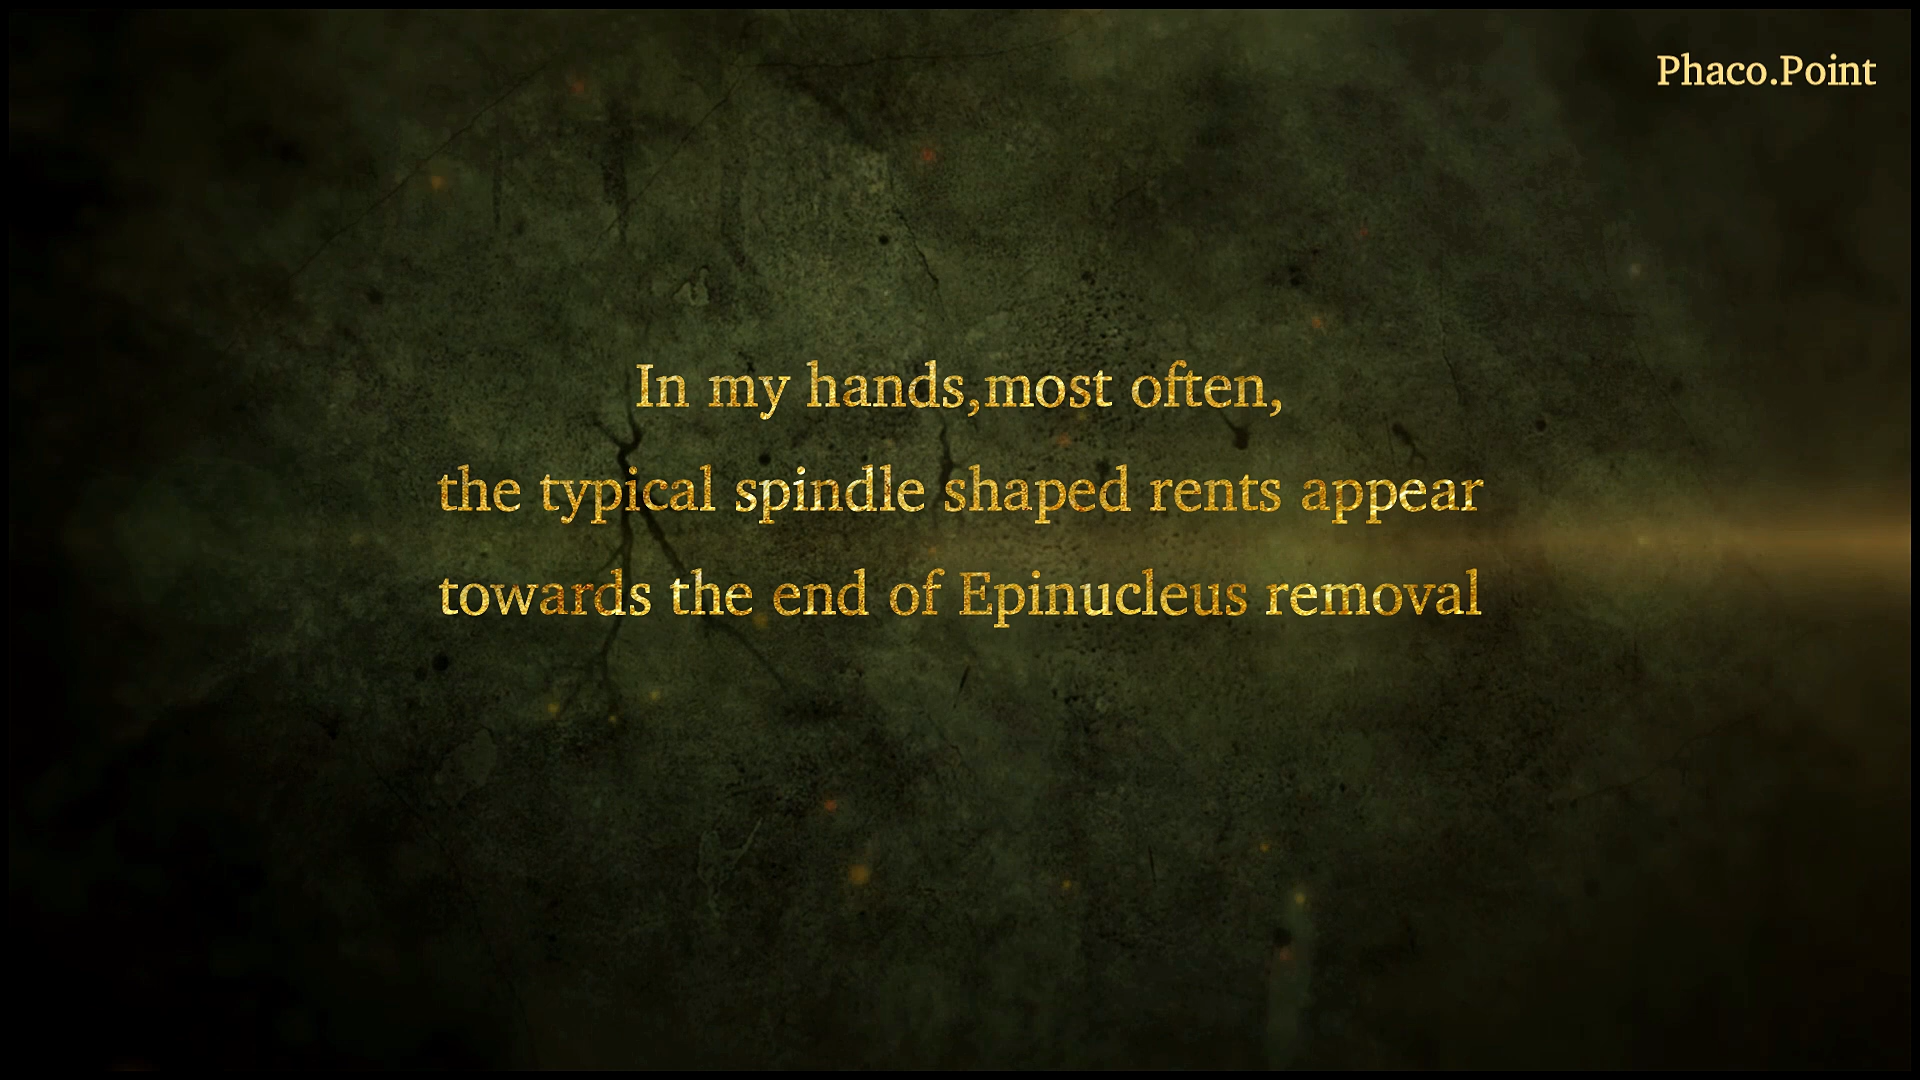 Phaco.Point
In my hands,most often,
the typical spindle shaped rents appear
towards the end of Epinucleus removal